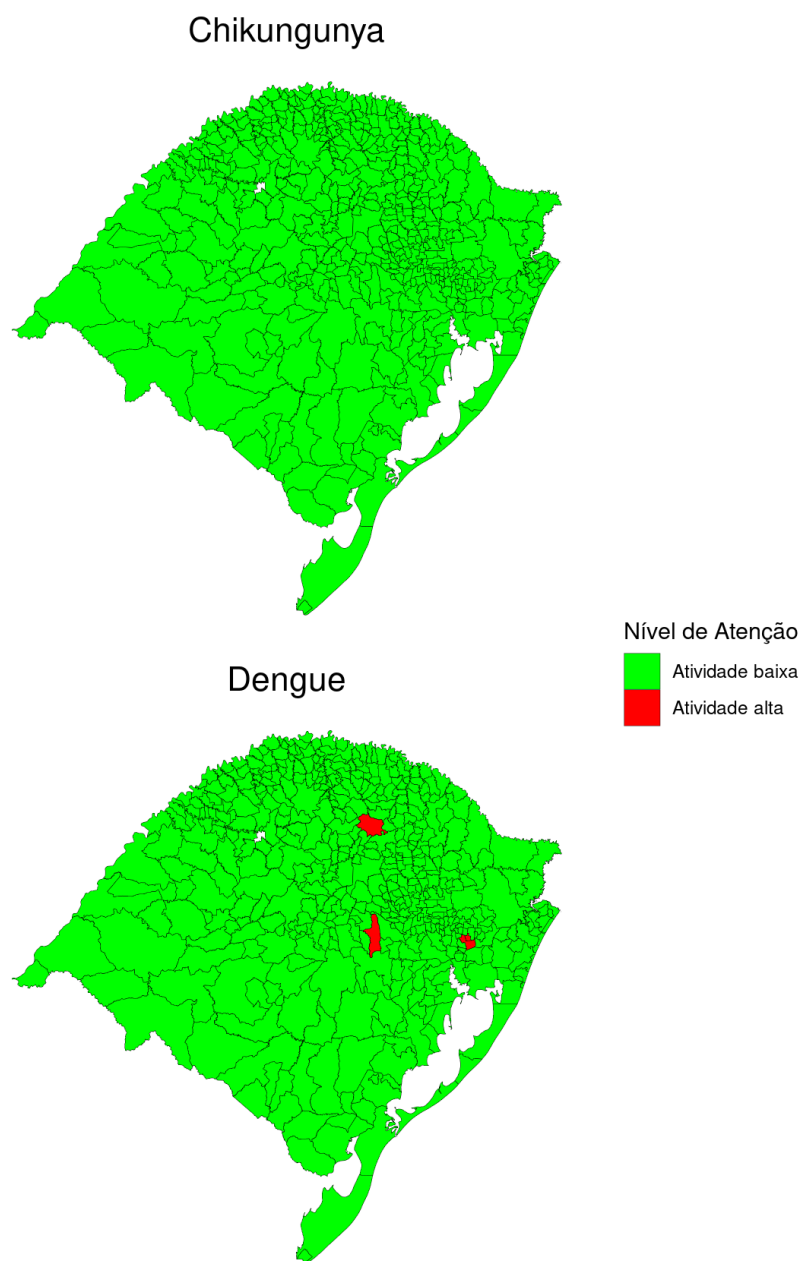 Chikungunya
Nível de Atenção
Atividade baixa
Atividade alta
Dengue